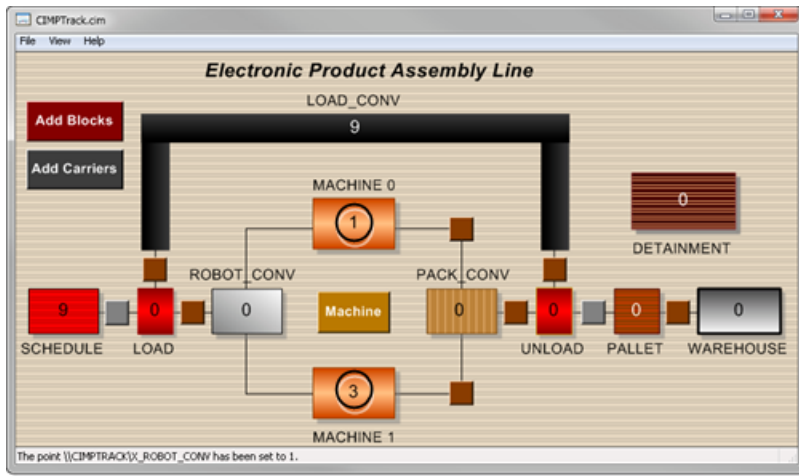 CIMPTrack.cim
File View Help
Electronic Product Assembly Line
LOAD_CONV
9
Add Blocks
Add Carriers
MACHINE 0
1
0
DETAINMENT
ROBOT_CONV
PACK_CONV
9
0
0
Machine
0
0
0
0
SCHEDULE
LOAD
UNLOAD
PALLET
WAREHOUSE
3
MACHINE 1
The point \\CIMPTRACK\X_ROBOT_CONV has been set to 1.